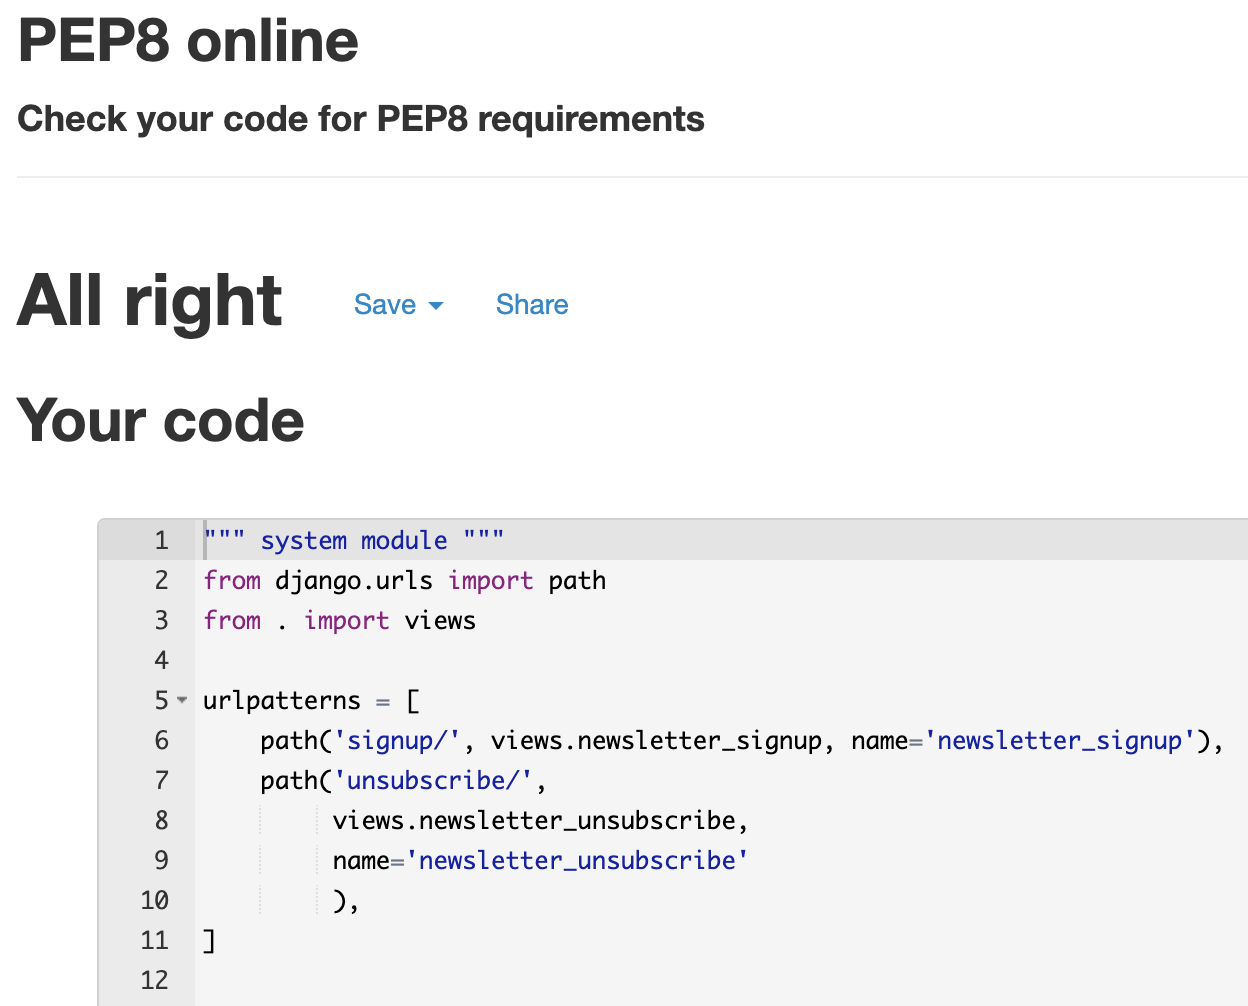 PEP8 online
Check your code for PEP8 requirements
All right Save Share
Your code
1 """ system module """
2 from django.urls import path
3 from . import views
4
5 urlpatterns = [
6     path('signup/', views.newsletter_signup, name='newsletter_signup'),
7     path('unsubscribe/',
8          views.newsletter_unsubscribe,
9          name='newsletter_unsubscribe'
10          ),
11 ]
12